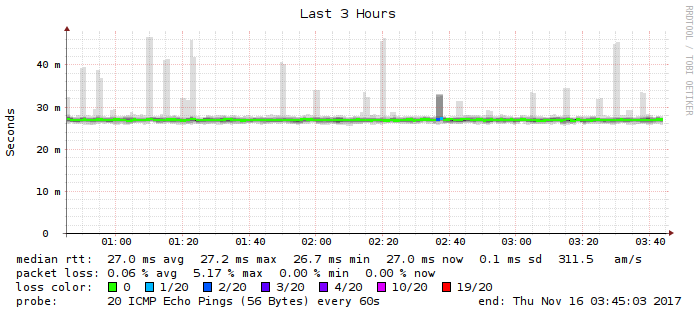 Last 3 Hours
RRDTOOL / TOBI OETIKER
Seconds
40 m
30 m
20 m
10 m
0
01:00 01:20 01:40 02:00 02:20 02:40 03:00 03:20 03:40
median rtt: 27.0 ms avg 27.2 ms max 26.7 ms min 27.0 ms now 0.1 ms sd 311.5 am/s
packet loss: 0.06 % avg 5.17 % max 0.00 % min 0.00 % now
loss color: 0 1/20 2/20 3/20 4/20 10/20 19/20
probe: 20 ICMP Echo Pings (56 Bytes) every 60s end: Thu Nov 16 03:45:03 2017